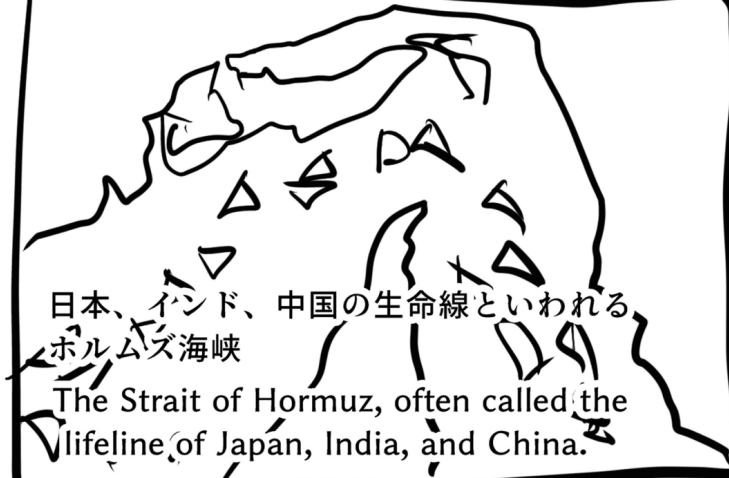 日本、インド、中国の生命線といわれる
ホルムズ海峡
The Strait of Hormuz, often called the
lifeline of Japan, India, and China.